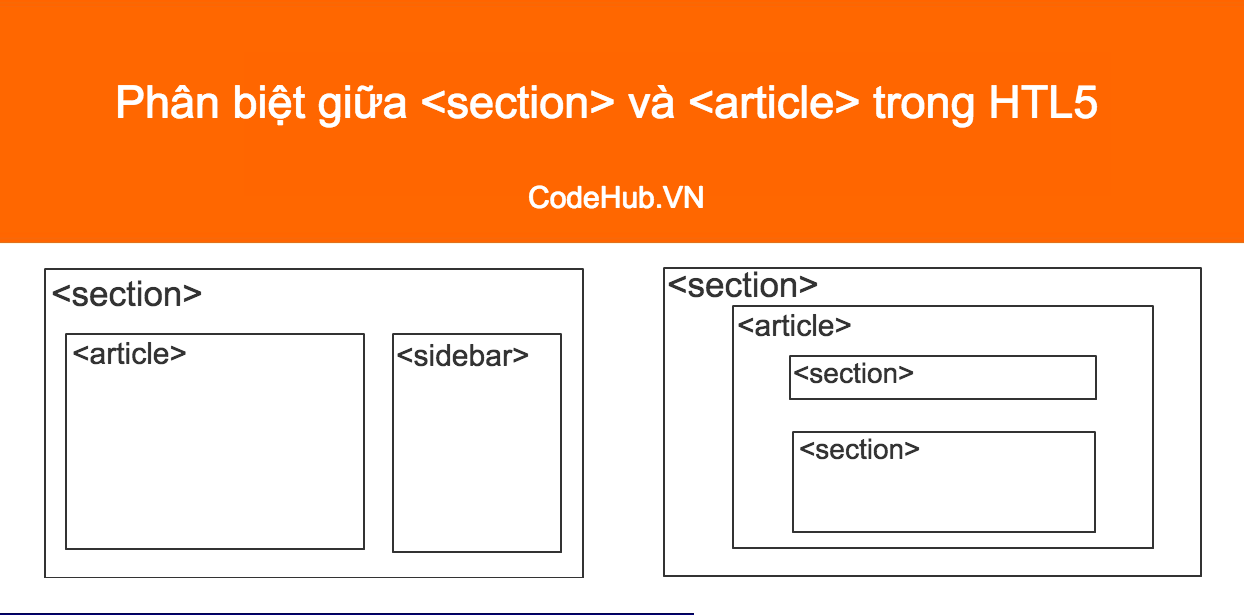 Phân biệt giữa <section> và <article> trong HTL5
CodeHub.VN
<section>
<article>
<sidebar>
<section>
<article>
<section>
<section>